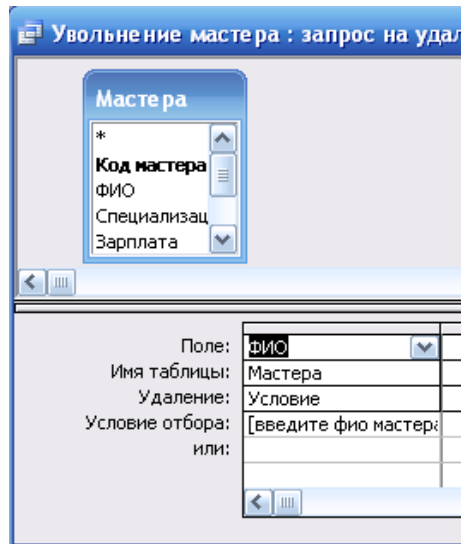 Увольнение мастера : запрос на удал
Мастера
*
Код мастера
ФИО
Специализац
Зарплата
Поле: ФИО
Имя таблицы: Мастера
Удаление: Условие
Условие отбора: [введите фио мастера
или: